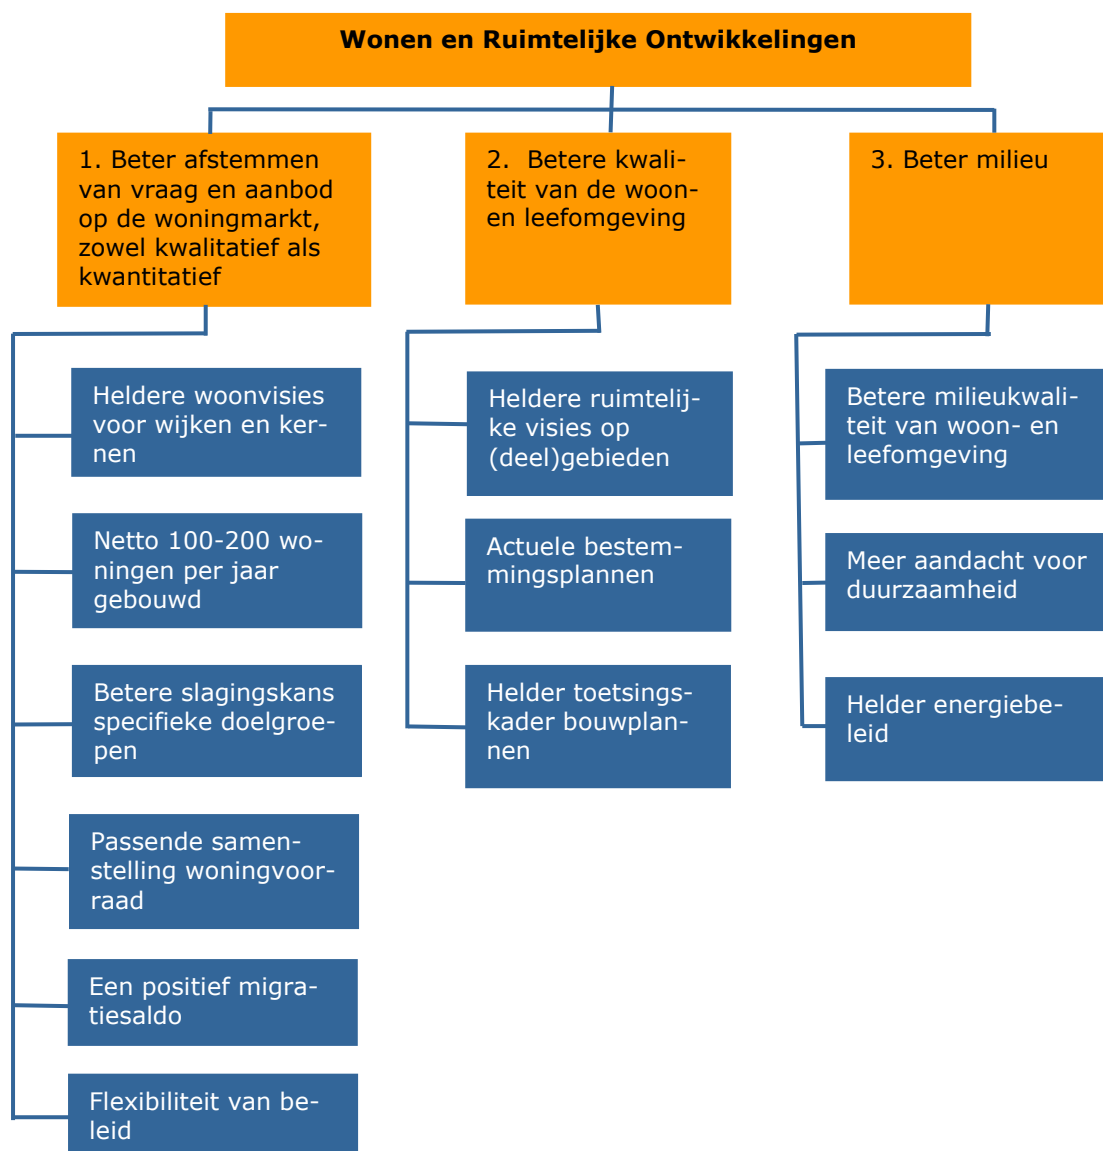 Wonen en Ruimtelijke Ontwikkelingen
1. Beter afstemmen
van vraag en aanbod
op de woningmarkt,
zowel kwalitatief als
kwantitatief
Heldere woonvisies
voor wijken en ker-
nen
Netto 100-200 wo-
ningen per jaar
gebouwd
Betere slagingskans
specifieke doelgroe-
pen
Passende samen-
stelling woningvoor-
raad
Een positief migra-
tiesaldo
Flexibiliteit van be-
leid
2. Betere kwali-
teit van de woon-
en leefomgeving
Heldere ruimtelij-
ke visies op
(deel)gebieden
Actuele bestem-
mingsplannen
Helder toetsings-
kader bouwplan-
nen
3. Beter milieu
Betere milieukwali-
teit van woon- en
leefomgeving
Meer aandacht voor
duurzaamheid
Helder energiebe-
leid